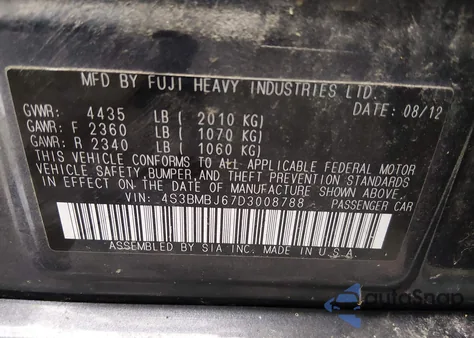 MFD BY FUJI HEAVY INDUSTRIES LTD.
DATE: 08/12
GVWR: 4435 LB ( 2010 KG)
GAWR: F 2360 LB ( 1070 KG)
GAWR: R 2340 LB ( 1060 KG)
THIS VEHICLE CONFORMS TO ALL APPLICABLE FEDERAL MOTOR
VEHICLE SAFETY, BUMPER, AND THEFT PREVENTION STANDARDS
IN EFFECT ON THE DATE OF MANUFACTURE SHOWN ABOVE.
VIN: 4S3BMBJ67D3008788 PASSENGER CAR
ASSEMBLED BY SIA INC. MADE IN U.S.A
autoSnap